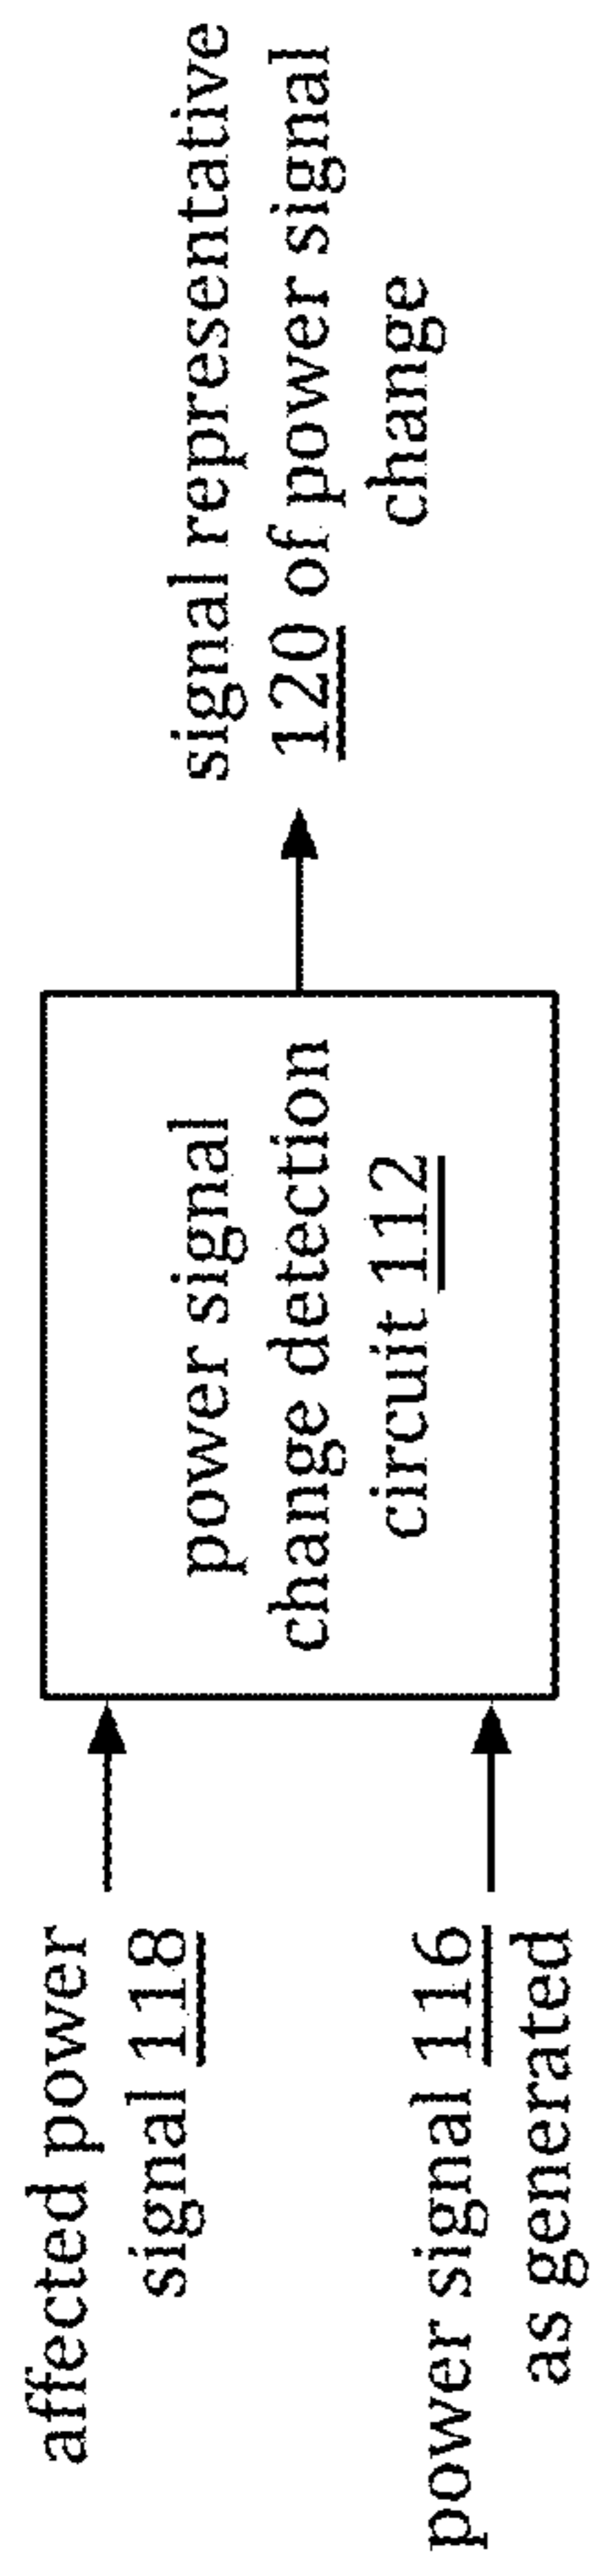 affected power
signal 118
power signal 116
as generated
power signal
change detection
circuit 112
signal representative
120 of power signal
change